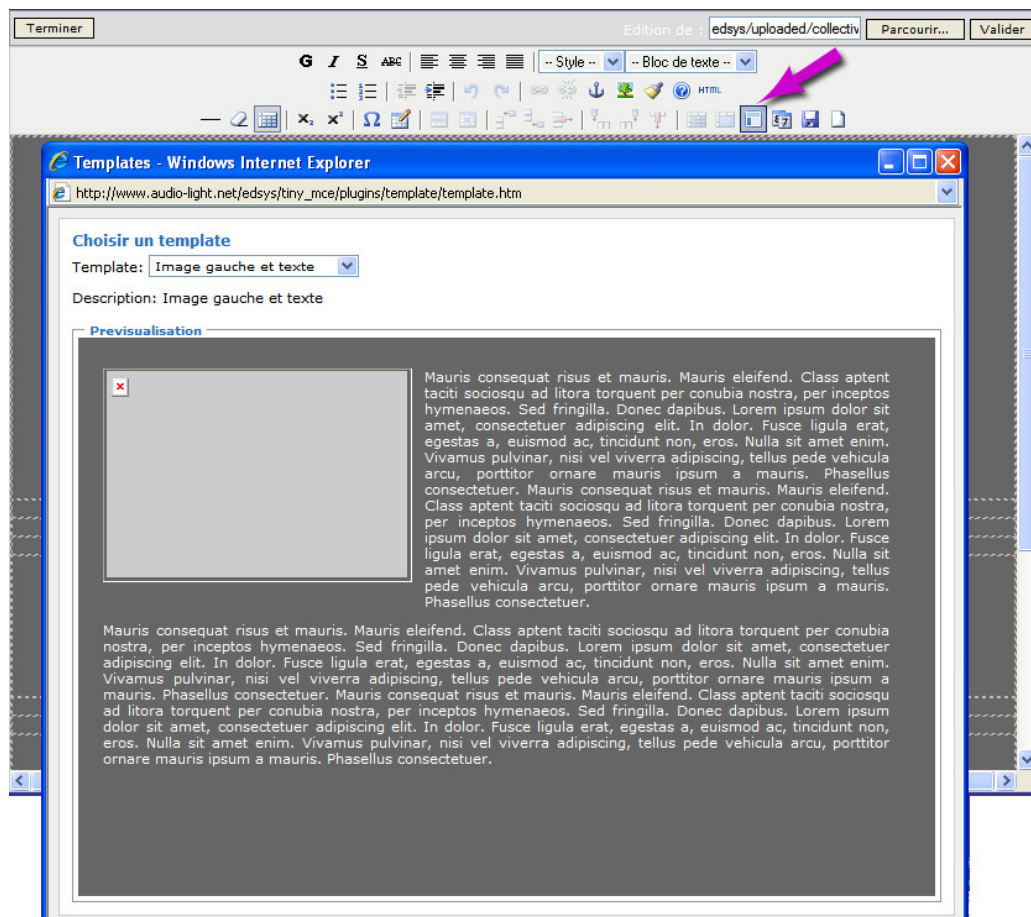 Terminer
Edition de :
edsys/uploaded/collectiv
Parcourir...
Valider
G I S ABC
-- Style --
-- Bloc de texte --
HTML
Templates - Windows Internet Explorer
http://www.audio-light.net/edsys/tiny_mce/plugins/template/template.htm
Choisir un template
Template: Image gauche et texte
Description: Image gauche et texte
Previsualisation
Mauris consequat risus et mauris. Mauris eleifend. Class aptent
taciti sociosqu ad litora torquent per conubia nostra, per inceptos
hymenaeos. Sed fringilla. Donec dapibus. Lorem ipsum dolor sit
amet, consectetuer adipiscing elit. In dolor. Fusce ligula erat,
egestas a, euismod ac, tincidunt non, eros. Nulla sit amet enim.
Vivamus pulvinar, nisi vel viverra adipiscing, tellus pede vehicula
arcu, porttitor ornare mauris ipsum a mauris. Phasellus
consectetuer. Mauris consequat risus et mauris. Mauris eleifend.
Class aptent taciti sociosqu ad litora torquent per conubia nostra,
per inceptos hymenaeos. Sed fringilla. Donec dapibus. Lorem
ipsum dolor sit amet, consectetuer adipiscing elit. In dolor. Fusce
ligula erat, egestas a, euismod ac, tincidunt non, eros. Nulla sit
amet enim. Vivamus pulvinar, nisi vel viverra adipiscing, tellus
pede vehicula arcu, porttitor ornare mauris ipsum a mauris.
Phasellus consectetuer.
Mauris consequat risus et mauris. Mauris eleifend. Class aptent taciti sociosqu ad litora torquent per conubia
nostra, per inceptos hymenaeos. Sed fringilla. Donec dapibus. Lorem ipsum dolor sit amet, consectetuer
adipiscing elit. In dolor. Fusce ligula erat, egestas a, euismod ac, tincidunt non, eros. Nulla sit amet enim.
Vivamus pulvinar, nisi vel viverra adipiscing, tellus pede vehicula arcu, porttitor ornare mauris ipsum a
mauris. Phasellus consectetuer. Mauris consequat risus et mauris. Mauris eleifend. Class aptent taciti sociosqu
ad litora torquent per conubia nostra, per inceptos hymenaeos. Sed fringilla. Donec dapibus. Lorem ipsum
dolor sit amet, consectetuer adipiscing elit. In dolor. Fusce ligula erat, egestas a, euismod ac, tincidunt non,
eros. Nulla sit amet enim. Vivamus pulvinar, nisi vel viverra adipiscing, tellus pede vehicula arcu, porttitor
ornare mauris ipsum a mauris. Phasellus consectetuer.